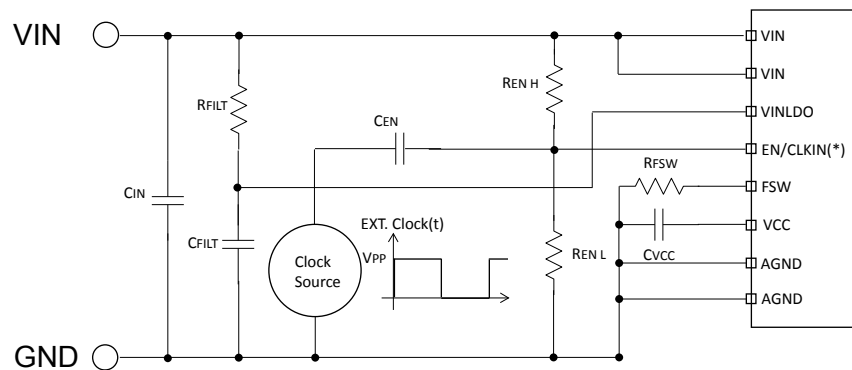 VIN
VIN
REN H
VIN
RFILT
VINLDO
CEN
EN/CLKIN(*)
RFSW
FSW
CIN
EXT. Clock(t)
VCC
CFILT
VPP
REN L
CVCC
Clock
Source
AGND
AGND
GND